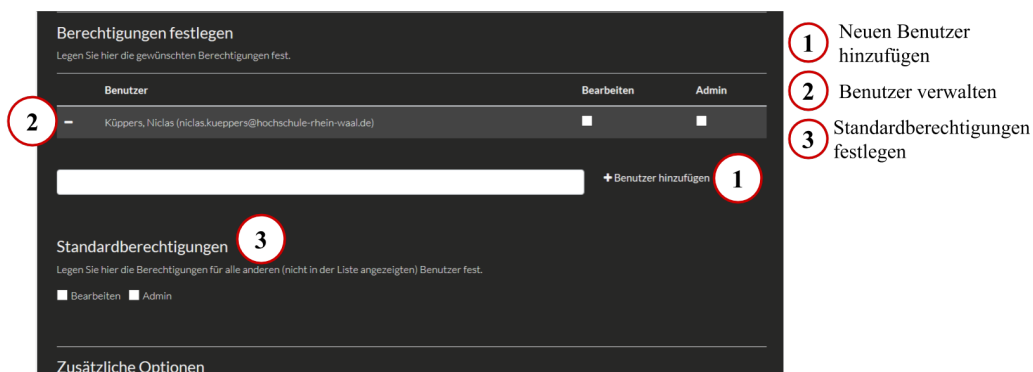 Berechtigungen festlegen
Legen Sie hier die gewünschten Berechtigungen fest.
Benutzer Bearbeiten Admin
2 Küppers, Niclas (niclas.kueppers@hochschule-rhein-waal.de)
+ Benutzer hinzufügen 1
Standardberechtigungen 3
Legen Sie hier die Berechtigungen für alle anderen (nicht in der Liste angezeigten) Benutzer fest.
Bearbeiten Admin
Zusätzliche Optionen
1 Neuen Benutzer
hinzufügen
2 Benutzer verwalten
3 Standardberechtigungen
festlegen